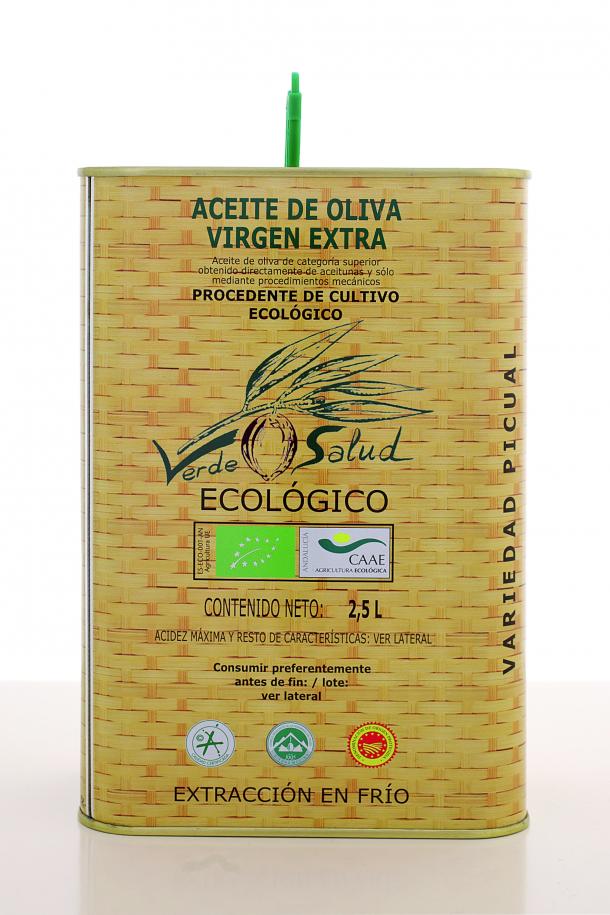 ACEITE DE OLIVA
VIRGEN EXTRA
Aceite de oliva de categoría superior
obtenido directamente de aceitunas y sólo
mediante procedimientos mecánicos
PROCEDENTE DE CULTIVO
ECOLÓGICO
Verde Salud
ECOLÓGICO
ES-ECO-001-AN
Agricultura UE
ANDALUCÍA
CAAE
AGRICULTURA ECOLÓGICA
CONTENIDO NETO: 2,5 L
ACIDEZ MÁXIMA Y RESTO DE CARACTERÍSTICAS: VER LATERAL
Consumir preferentemente
antes de fin: / lote:
ver lateral
EXTRACCIÓN EN FRÍO
VARIEDAD PICUAL